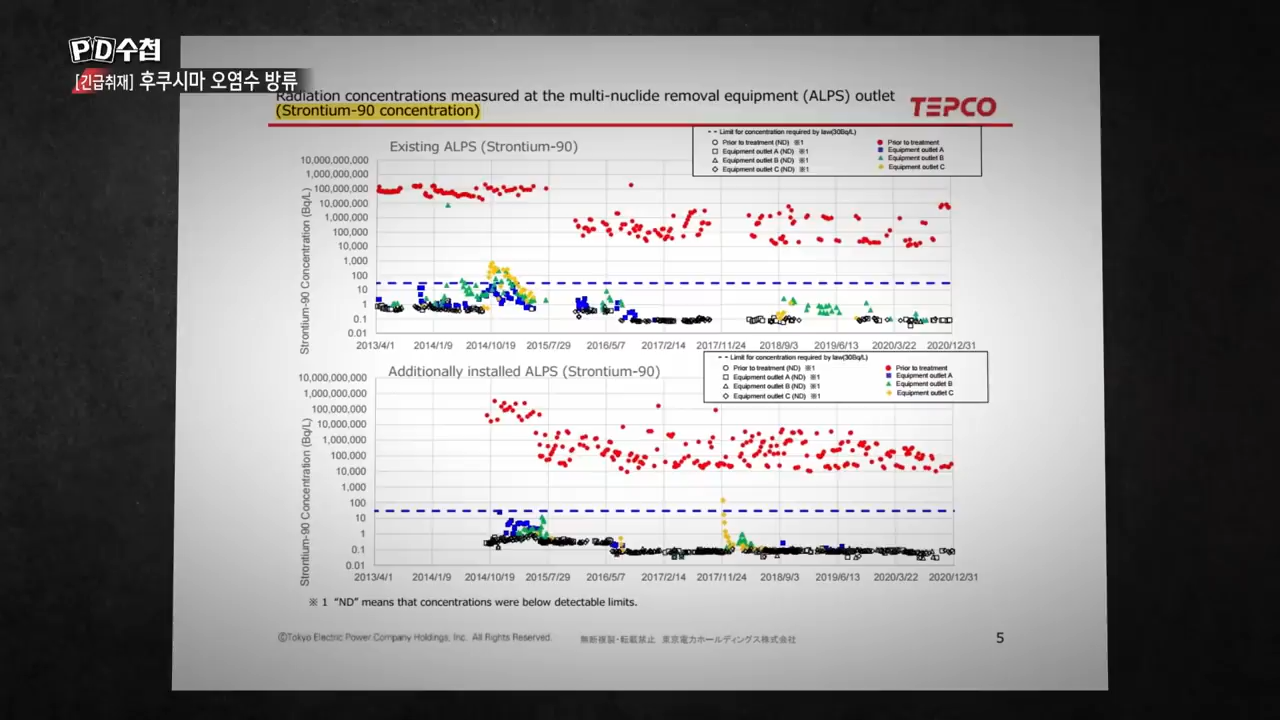 PD수첩
[긴급취재] 후쿠시마 오염수 방류
Radiation concentrations measured at the multi-nuclide removal equipment (ALPS) outlet
(Strontium-90 concentration)
TEPCO
Existing ALPS (Strontium-90)
Limit for concentration required by law(30Bq/L)
Prior to treatment (ND) ※1
Prior to treatment
Equipment outlet A (ND) ※1
Equipment outlet A
Equipment outlet B (ND) ※1
Equipment outlet B
Equipment outlet C (ND) ※1
Equipment outlet C
Strontium-90 Concentration (Bq/L)
10,000,000,000
1,000,000,000
100,000,000
10,000,000
1,000,000
100,000
10,000
1,000
100
10
1
0.1
0.01
2013/4/1 2014/1/9 2014/10/19 2015/7/29 2016/5/7 2017/2/14 2017/11/24 2018/9/3 2019/6/13 2020/3/22 2020/12/31
Additionally installed ALPS (Strontium-90)
Limit for concentration required by law(30Bq/L)
Prior to treatment (ND) ※1
Prior to treatment
Equipment outlet A (ND) ※1
Equipment outlet A
Equipment outlet B (ND) ※1
Equipment outlet B
Equipment outlet C (ND) ※1
Equipment outlet C
Strontium-90 Concentration (Bq/L)
10,000,000,000
1,000,000,000
100,000,000
10,000,000
1,000,000
100,000
10,000
1,000
100
10
1
0.1
0.01
2013/4/1 2014/1/9 2014/10/19 2015/7/29 2016/5/7 2017/2/14 2017/11/24 2018/9/3 2019/6/13 2020/3/22 2020/12/31
※ 1 “ND” means that concentrations were below detectable limits.
©Tokyo Electric Power Company Holdings, Inc. All Rights Reserved. 無断複製・転載禁止 東京電力ホールディングス株式会社
5